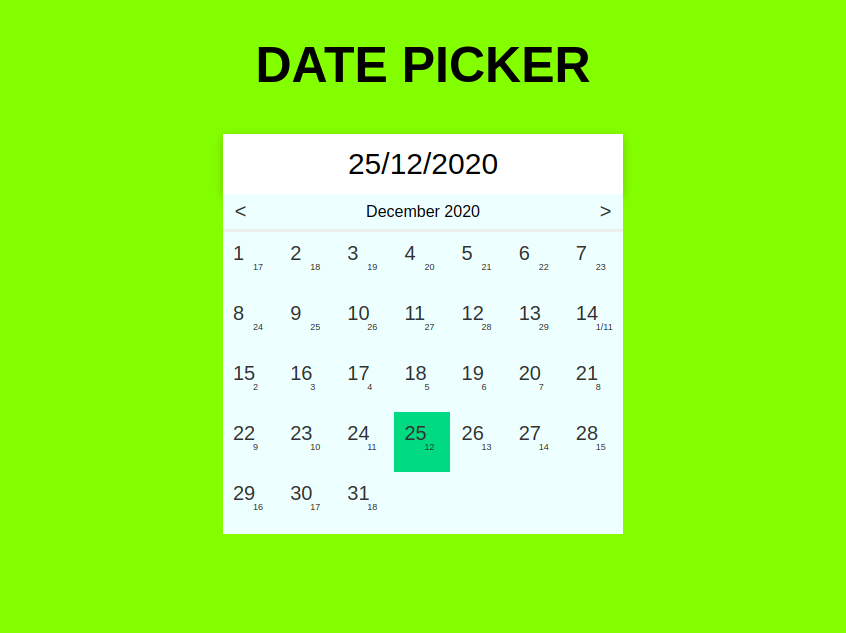 DATE PICKER
25/12/2020
< December 2020 >
1 17 2 18 3 19 4 20 5 21 6 22 7 23
8 24 9 25 10 26 11 27 12 28 13 29 14 1/11
15 2 16 3 17 4 18 5 19 6 20 7 21 8
22 9 23 10 24 11 25 12 26 13 27 14 28 15
29 16 30 17 31 18